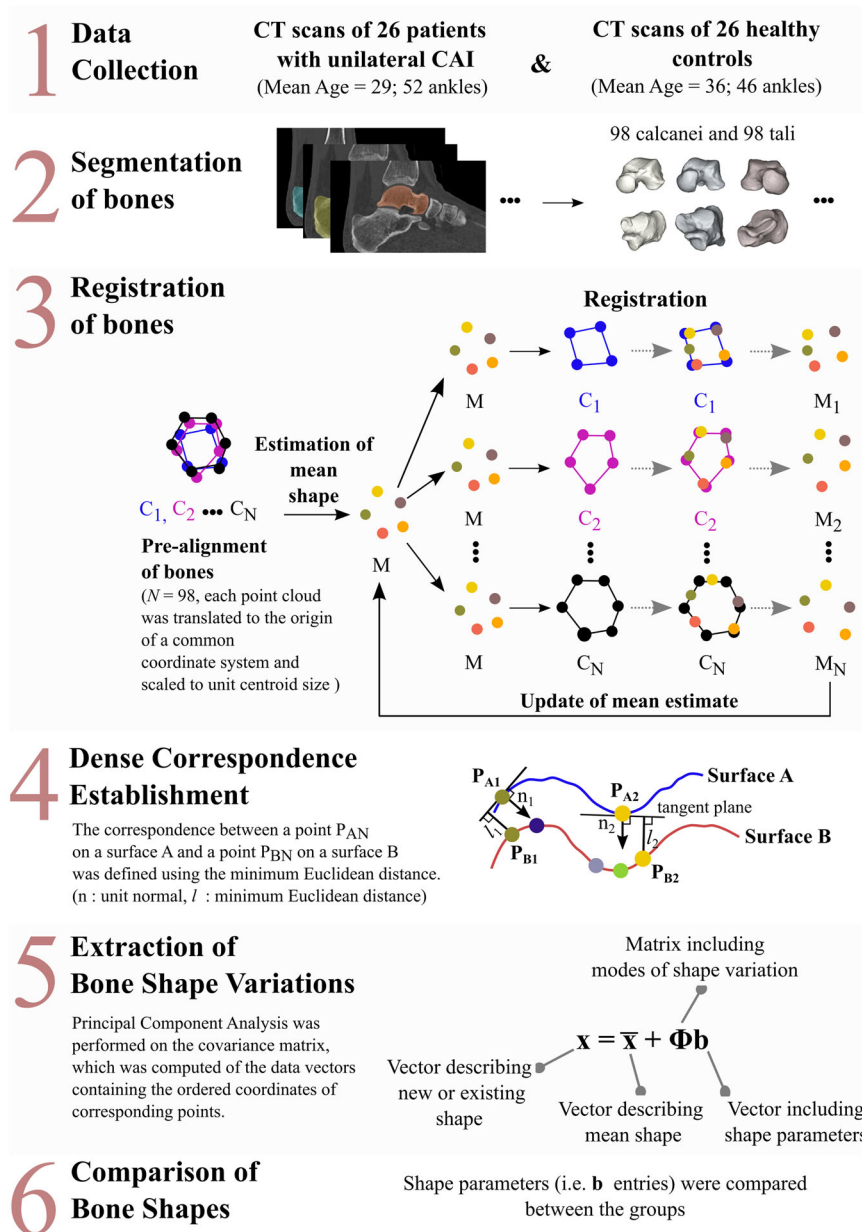 1 Data
Collection
CT scans of 26 patients
with unilateral CAI
(Mean Age = 29; 52 ankles)
&
CT scans of 26 healthy
controls
(Mean Age = 36; 46 ankles)
2 Segmentation
of bones
•••
98 calcanei and 98 tali
•••
3 Registration
of bones
Registration
M
C1
C1
M1
Estimation of
mean
shape
C1, C2 ••• CN
M
M
C2
C2
M2
Pre-alignment
of bones
(N = 98, each point cloud
was translated to the origin
of a common
coordinate system and
scaled to unit centroid size )
M
CN
CN
MN
Update of mean estimate
4 Dense Correspondence
Establishment
The correspondence between a point PAN
on a surface A and a point PBN on a surface B
was defined using the minimum Euclidean distance.
(n : unit normal, l : minimum Euclidean distance)
PA1
n1
l1
PB1
PA2
n2
l2
PB2
Surface A
tangent plane
Surface B
5 Extraction of
Bone Shape Variations
Principal Component Analysis was
performed on the covariance matrix,
which was computed of the data vectors
containing the ordered coordinates of
corresponding points.
Matrix including
modes of shape variation
x = x̅ + Φb
Vector describing
new or existing
shape
Vector describing
mean shape
Vector including
shape parameters
6 Comparison of
Bone Shapes
Shape parameters (i.e. b entries) were compared
between the groups